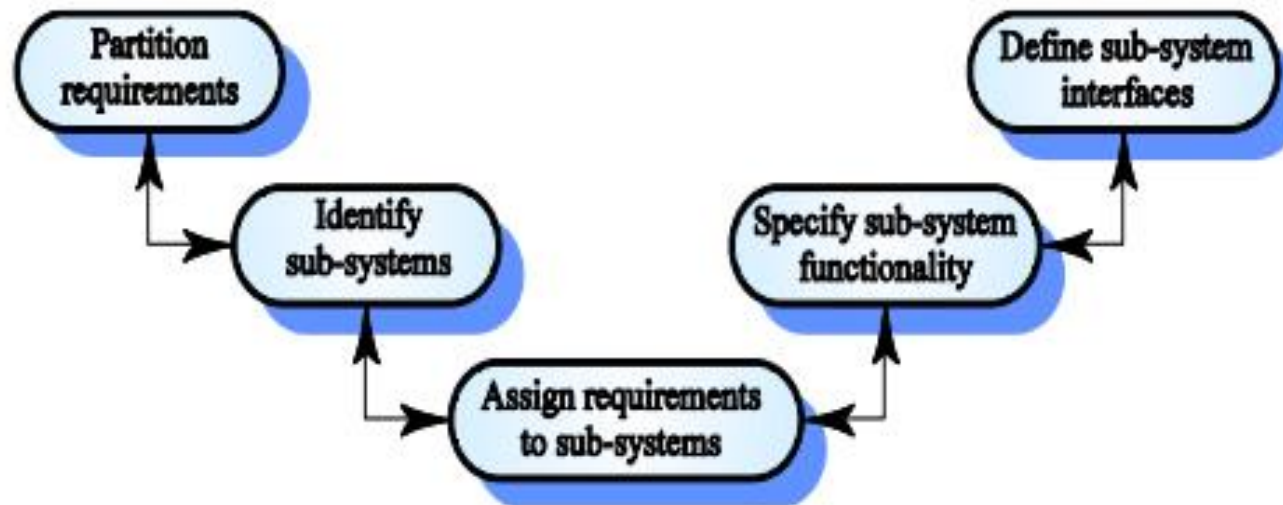 Partition
requirements
Define sub-system
interfaces
Identify
sub-systems
Specify sub-system
functionality
Assign requirements
to sub-systems